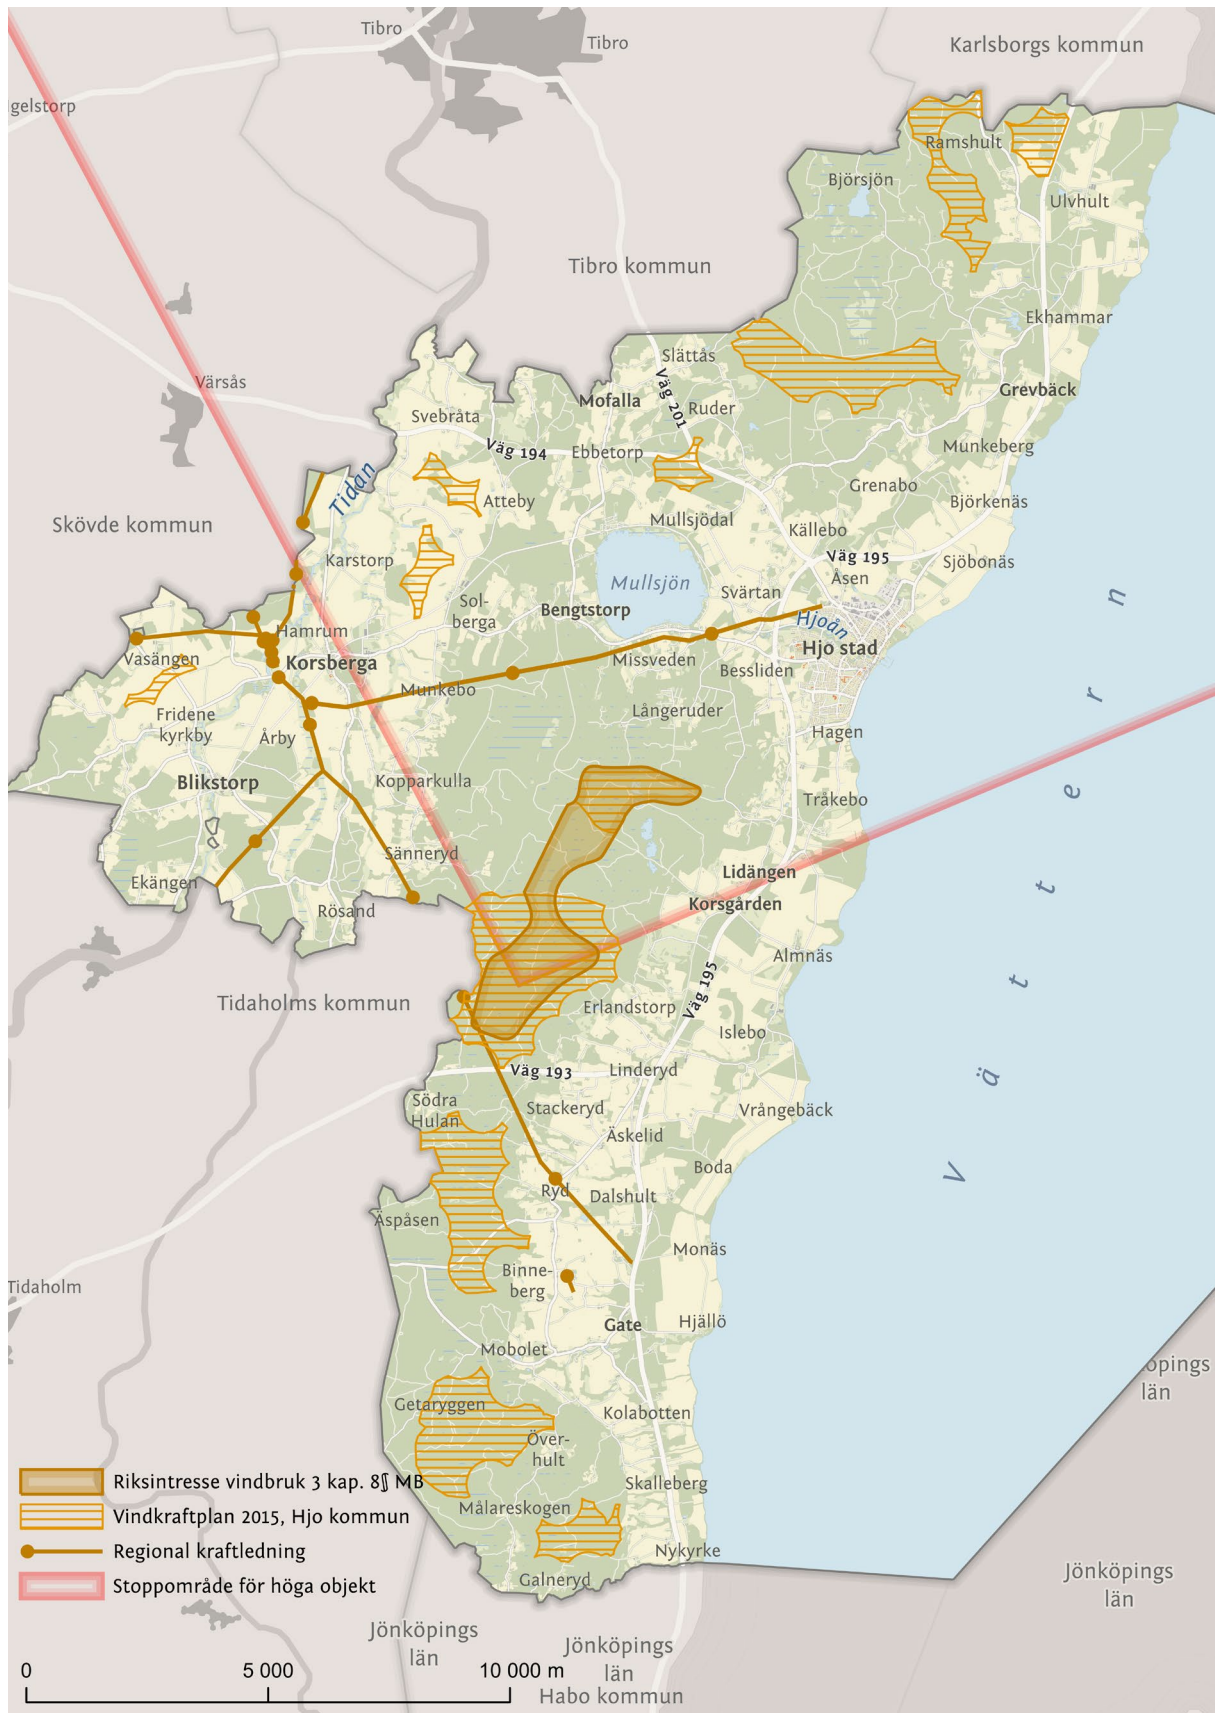 Tibro
Tibro
Karlsborgs kommun
gelstorp
Ramshult
Björsjön
Ulvhult
Tibro kommun
Ekhammar
Slättås
Värsås
Väg 201
Grevbäck
Mofalla
Ruder
Svebråta
Väg 194
Ebbetorp
Munkeberg
Tidan
Grenabo
Atteby
Björkenäs
Skövde kommun
Mullsjödal
Källebo
Karstorp
Väg 195
Sjöbonäs
Mullsjön
Åsen
Svärtan
Sol-
berga
Bengtstorp
Hjoån
Hamrum
Hjo stad
Vasängen
Korsberga
Missveden
Bessliden
Munkebo
Fridene
kyrkby
Långeruder
Årby
Hagen
Blikstorp
Kopparkulla
Tråkebo
Sänneryd
Lidängen
Ekängen
Korsgården
Rösand
Almnäs
Väg 195
Tidaholms kommun
Erlandstorp
Islebo
Vättern
Väg 193
Linderyd
Södra
Hulan
Stackeryd
Vrångebäck
Äskelid
Boda
Ryd
Dalshult
Äspåsen
Monäs
Binne-
berg
Tidaholm
Gate
Hjällö
Mobolet
öpings
län
Getaryggen
Kolabotten
Över-
hult
Skalleberg
Riksintresse vindbruk 3 kap. 8§ MB
Målareskogen
Vindkraftplan 2015, Hjo kommun
Regional kraftledning
Nykyrke
Stoppområde för höga objekt
Galneryd
Jönköpings
län
Jönköpings
län
Jönköpings
län
Habo kommun
0
5 000
10 000 m